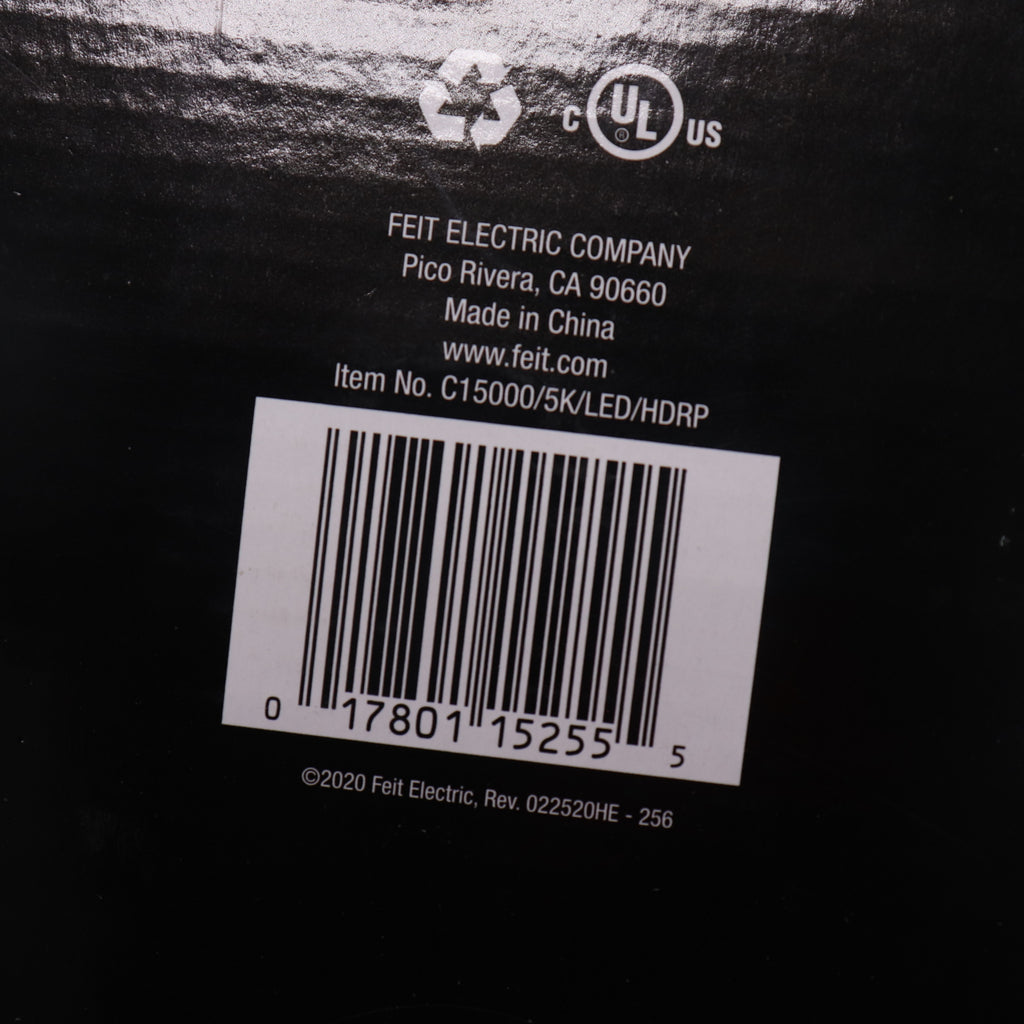 C UL® US
FEIT ELECTRIC COMPANY
Pico Rivera, CA 90660
Made in China
www.feit.com
Item No. C15000/5K/LED/HDRP
0 17801 15255 5
©2020 Feit Electric, Rev. 022520HE - 256